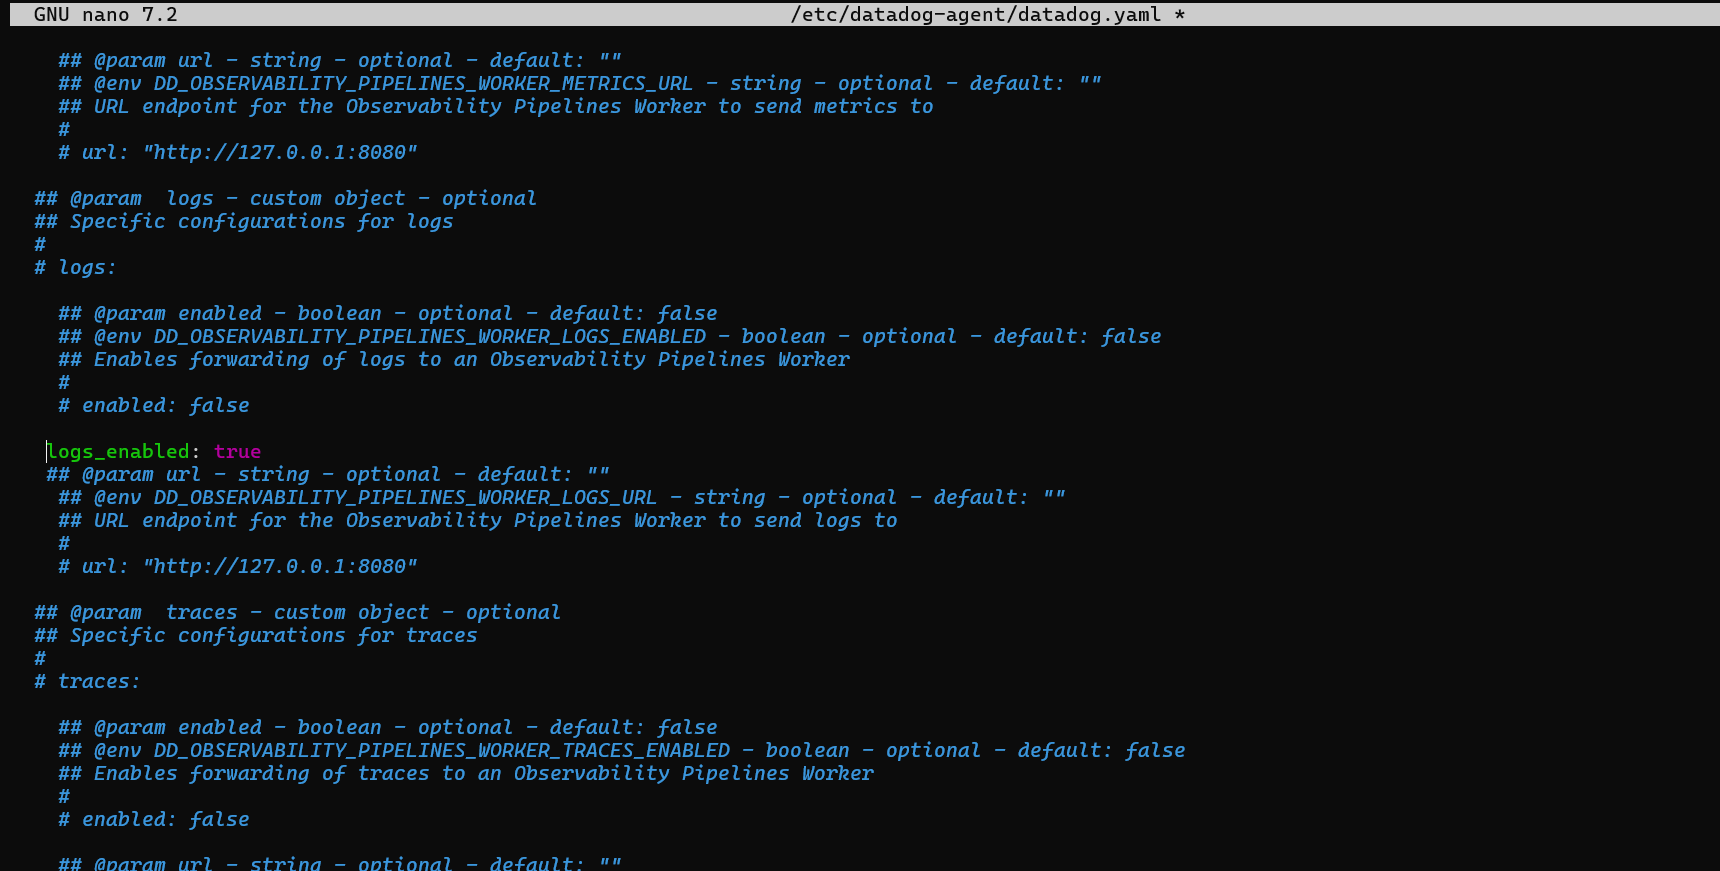 GNU nano 7.2 /etc/datadog-agent/datadog.yaml *
## @param url - string - optional - default: ""
## @env DD_OBSERVABILITY_PIPELINES_WORKER_METRICS_URL - string - optional - default: ""
## URL endpoint for the Observability Pipelines Worker to send metrics to
#
# url: "http://127.0.0.1:8080"
## @param  logs - custom object - optional
## Specific configurations for logs
#
# logs:
## @param enabled - boolean - optional - default: false
## @env DD_OBSERVABILITY_PIPELINES_WORKER_LOGS_ENABLED - boolean - optional - default: false
## Enables forwarding of logs to an Observability Pipelines Worker
#
# enabled: false
logs_enabled: true
## @param url - string - optional - default: ""
## @env DD_OBSERVABILITY_PIPELINES_WORKER_LOGS_URL - string - optional - default: ""
## URL endpoint for the Observability Pipelines Worker to send logs to
#
# url: "http://127.0.0.1:8080"
## @param  traces - custom object - optional
## Specific configurations for traces
#
# traces:
## @param enabled - boolean - optional - default: false
## @env DD_OBSERVABILITY_PIPELINES_WORKER_TRACES_ENABLED - boolean - optional - default: false
## Enables forwarding of traces to an Observability Pipelines Worker
#
# enabled: false
## @param url - string - optional - default: ""